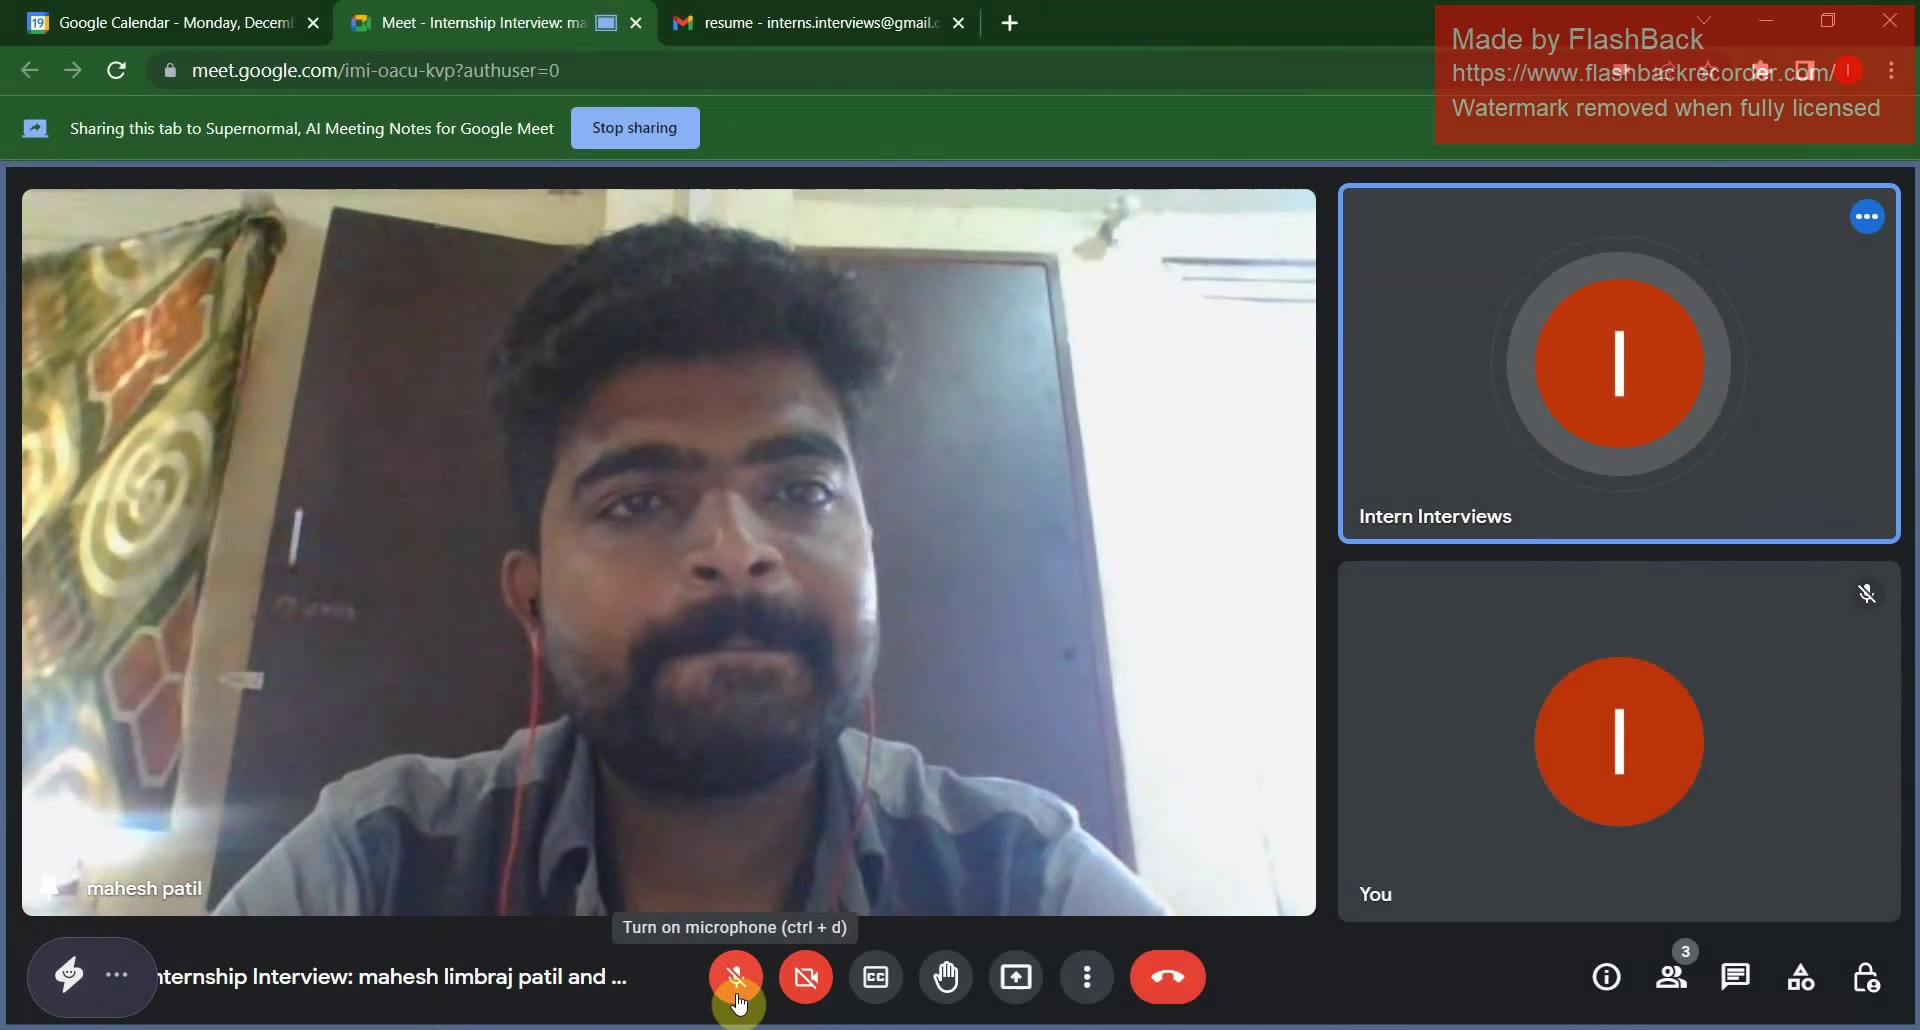 Google Calendar - Monday, Decem
Meet - Internship Interview: ma
resume - interns.interviews@gmail.c
Made by FlashBack
https://www.flashbackrecorder.com/
Watermark removed when fully licensed
meet.google.com/imi-oacu-kvp?authuser=0
Sharing this tab to Supernormal, AI Meeting Notes for Google Meet
Stop sharing
I
Intern Interviews
I
You
mahesh patil
Turn on microphone (ctrl + d)
nternship Interview: mahesh limbraj patil and ...
CC
3